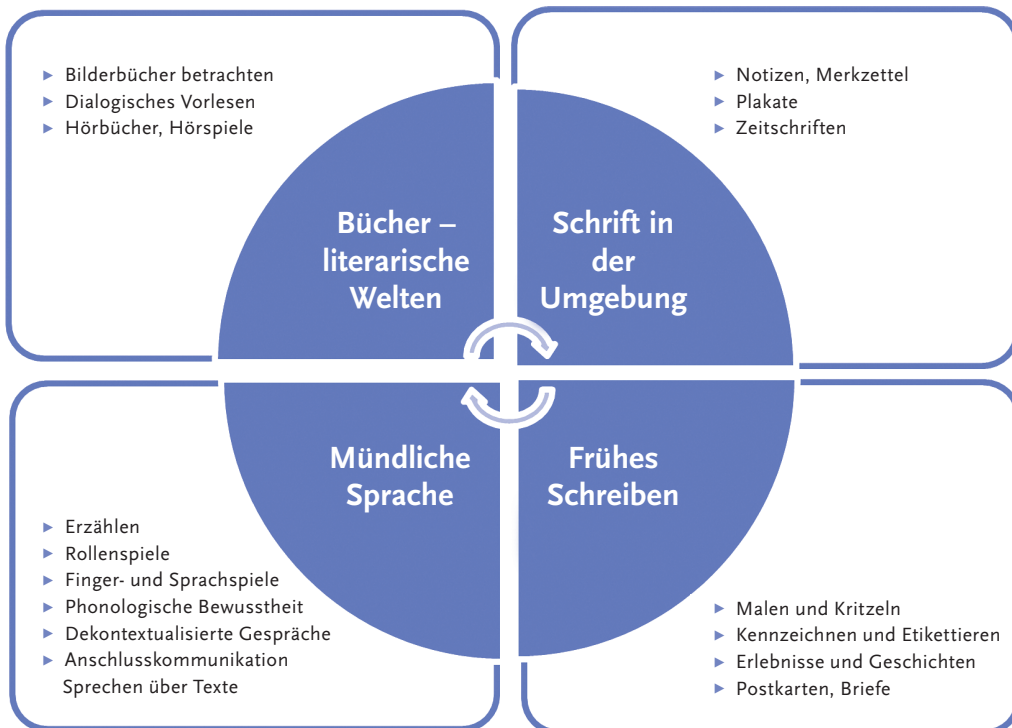 ▸ Bilderbücher betrachten
▸ Dialogisches Vorlesen
▸ Hörbücher, Hörspiele
▸ Notizen, Merkzettel
▸ Plakate
▸ Zeitschriften
Bücher –
literarische
Welten
Schrift in
der
Umgebung
Mündliche
Sprache
Frühes
Schreiben
▸ Erzählen
▸ Rollenspiele
▸ Finger- und Sprachspiele
▸ Phonologische Bewusstheit
▸ Dekontextualisierte Gespräche
▸ Anschlusskommunikation
Sprechen über Texte
▸ Malen und Kritzeln
▸ Kennzeichnen und Etikettieren
▸ Erlebnisse und Geschichten
▸ Postkarten, Briefe